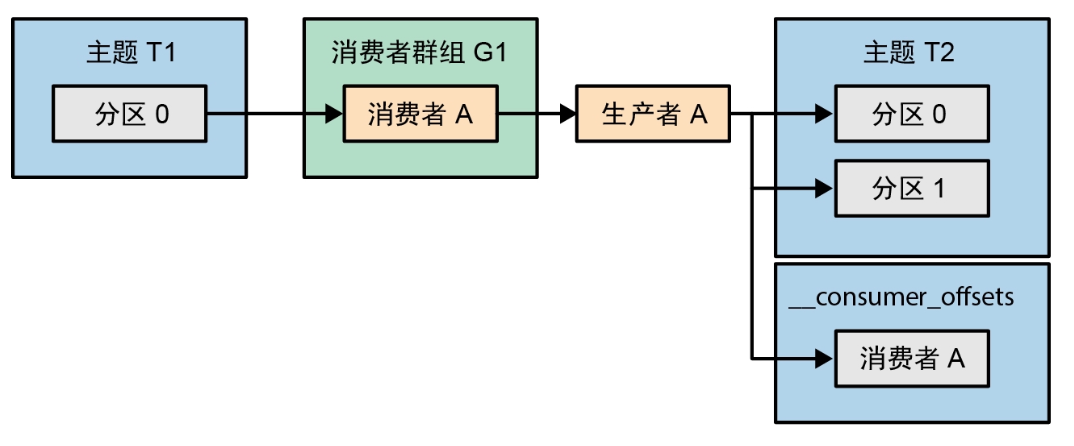 主题 T1
分区 0
消费者群组 G1
消费者 A
生产者 A
主题 T2
分区 0
分区 1
__consumer_offsets
消费者 A